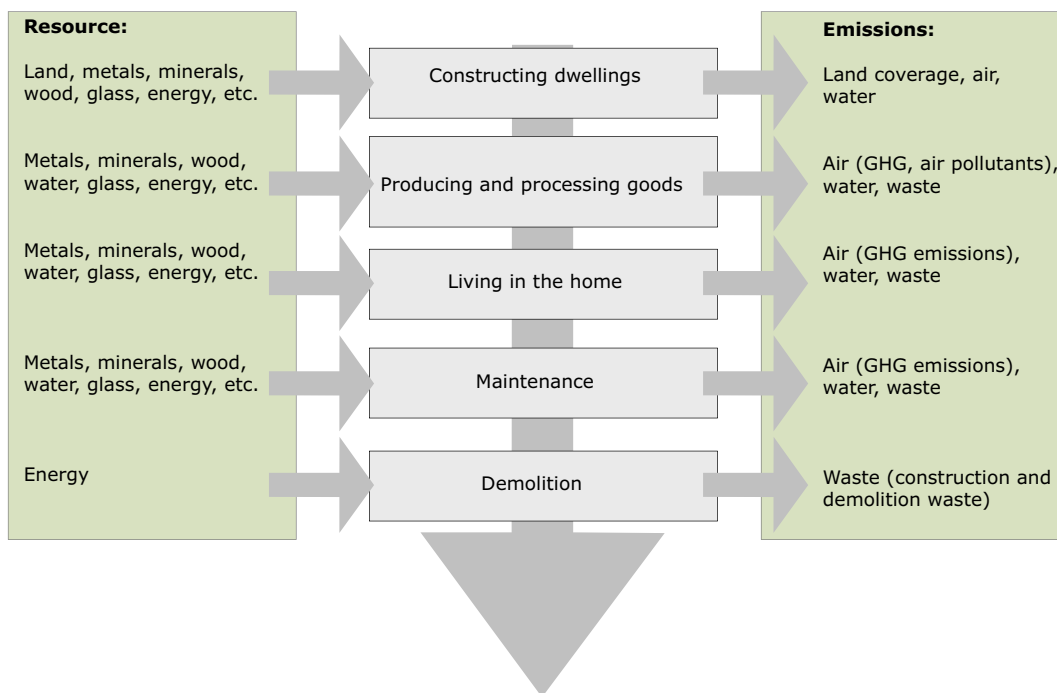 Resource:
Land, metals, minerals,
wood, glass, energy, etc.
Constructing dwellings
Emissions:
Land coverage, air,
water
Metals, minerals, wood,
water, glass, energy, etc.
Producing and processing goods
Air (GHG, air pollutants),
water, waste
Metals, minerals, wood,
water, glass, energy, etc.
Living in the home
Air (GHG emissions),
water, waste
Metals, minerals, wood,
water, glass, energy, etc.
Maintenance
Air (GHG emissions),
water, waste
Energy
Demolition
Waste (construction and
demolition waste)